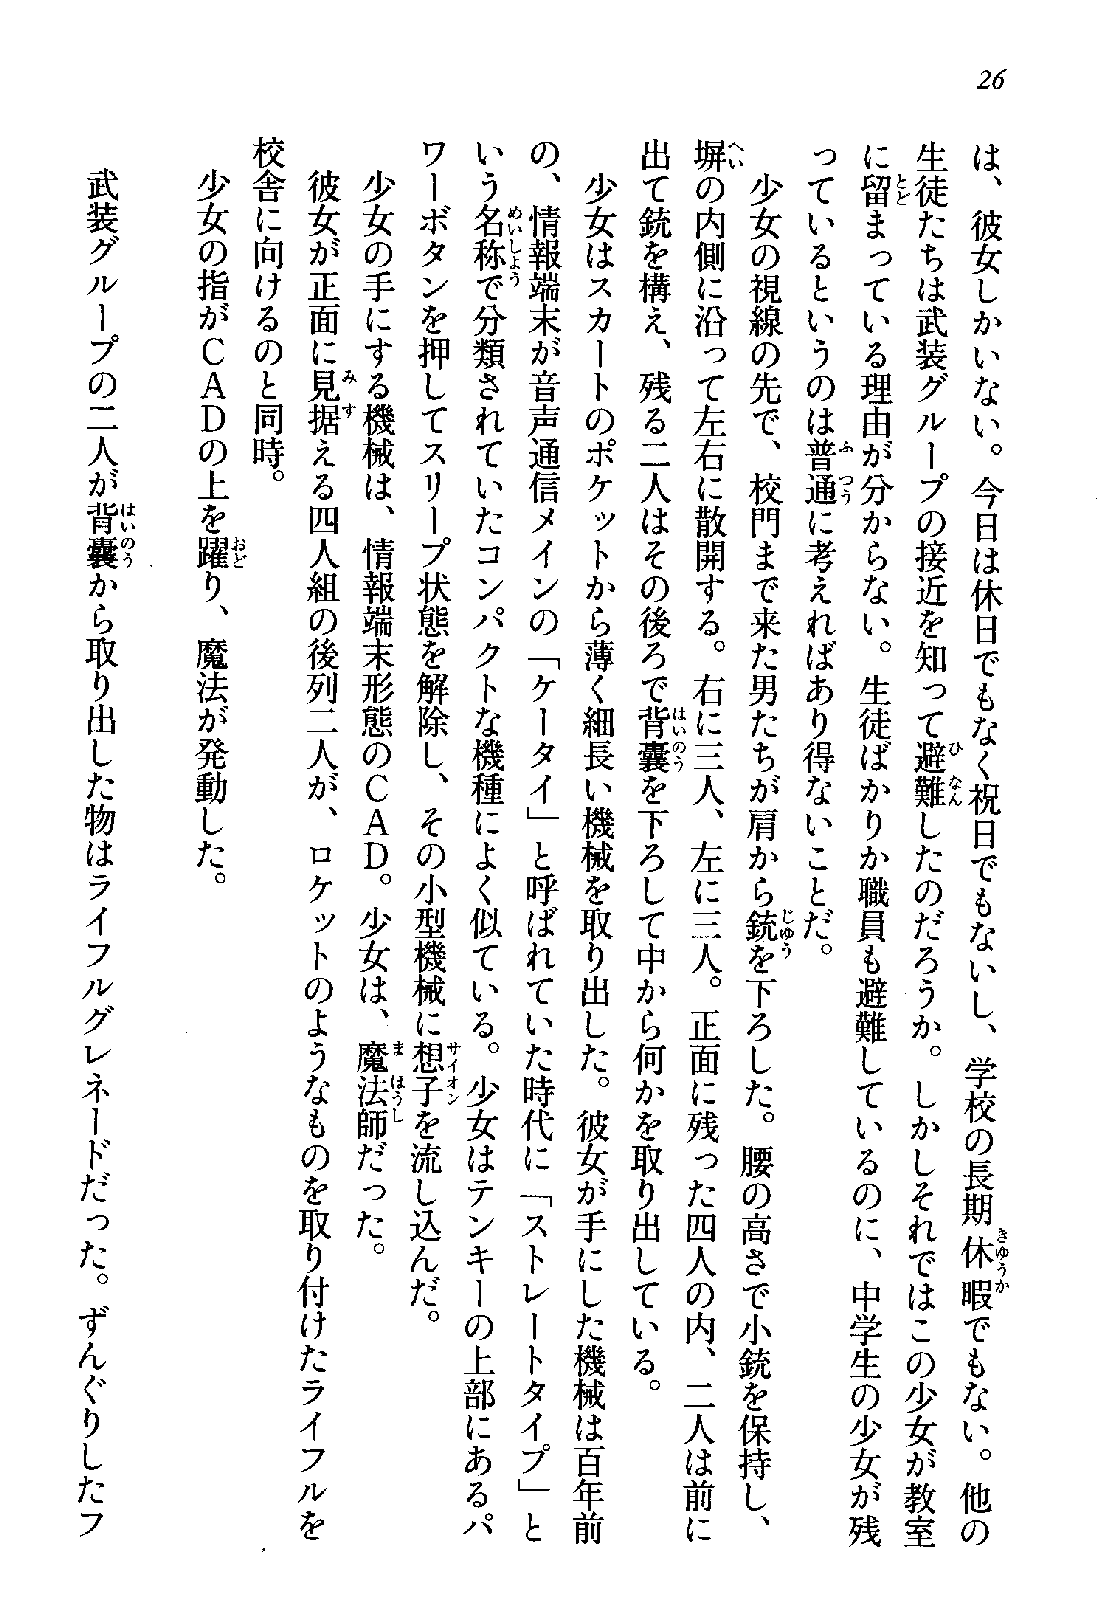 26
は、彼女しかいない。今日は休日でもなく祝日でもないし、学校の長期休暇でもない。他の
生徒たちは武装グループの接近を知って避難したのだろうか。しかしそれではこの少女が教室
に留まっている理由が分からない。生徒ばかりか職員も避難しているのに、中学生の少女が残
っているというのは普通に考えればあり得ないことだ。
少女の視線の先で、校門まで来た男たちが肩から銃を下ろした。腰の高さで小銃を保持し、
塀の内側に沿って左右に散開する。右に三人、左に三人。正面に残った四人の内、二人は前に
出て銃を構え、残る二人はその後ろで背嚢を下ろして中から何かを取り出している。
少女はスカートのポケットから薄く細長い機械を取り出した。彼女が手にした機械は百年前
の、情報端末が音声通信メインの「ケータイ」と呼ばれていた時代に「ストレートタイプ」と
いう名称で分類されていたコンパクトな機種によく似ている。少女はテンキーの上部にあるパ
ワーボタンを押してスリープ状態を解除し、その小型機械に想子を流し込んだ。
少女の手にする機械は、情報端末形態のＣＡＤ。少女は、魔法師だった。
彼女が正面に見据える四人組の後列二人が、ロケットのようなものを取り付けたライフルを
校舎に向けるのと同時。
少女の指がＣＡＤの上を躍り、魔法が発動した。
武装グループの二人が背嚢から取り出した物はライフルグレネードだった。ずんぐりしたフ